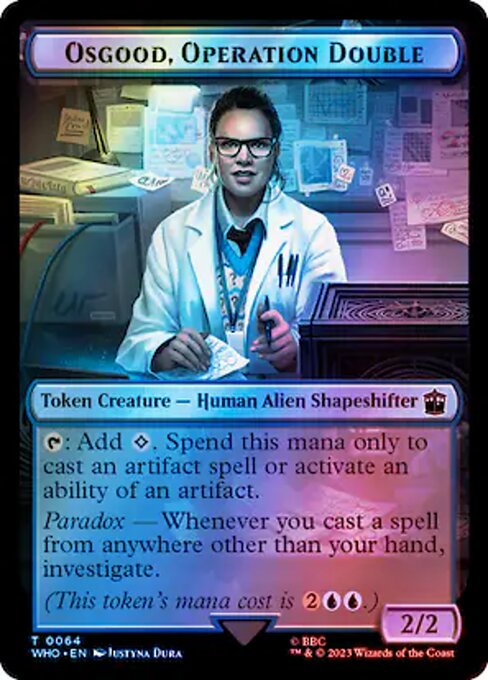 Osgood, Operation Double
Token Creature — Human Alien Shapeshifter
: Add . Spend this mana only to
cast an artifact spell or activate an
ability of an artifact.
Paradox — Whenever you cast a spell
from anywhere other than your hand,
investigate.
(This token's mana cost is 2UU.)
2/2
T 0064
WHO • EN Justyna Dura
© BBC
™ & © 2023 Wizards of the Coast